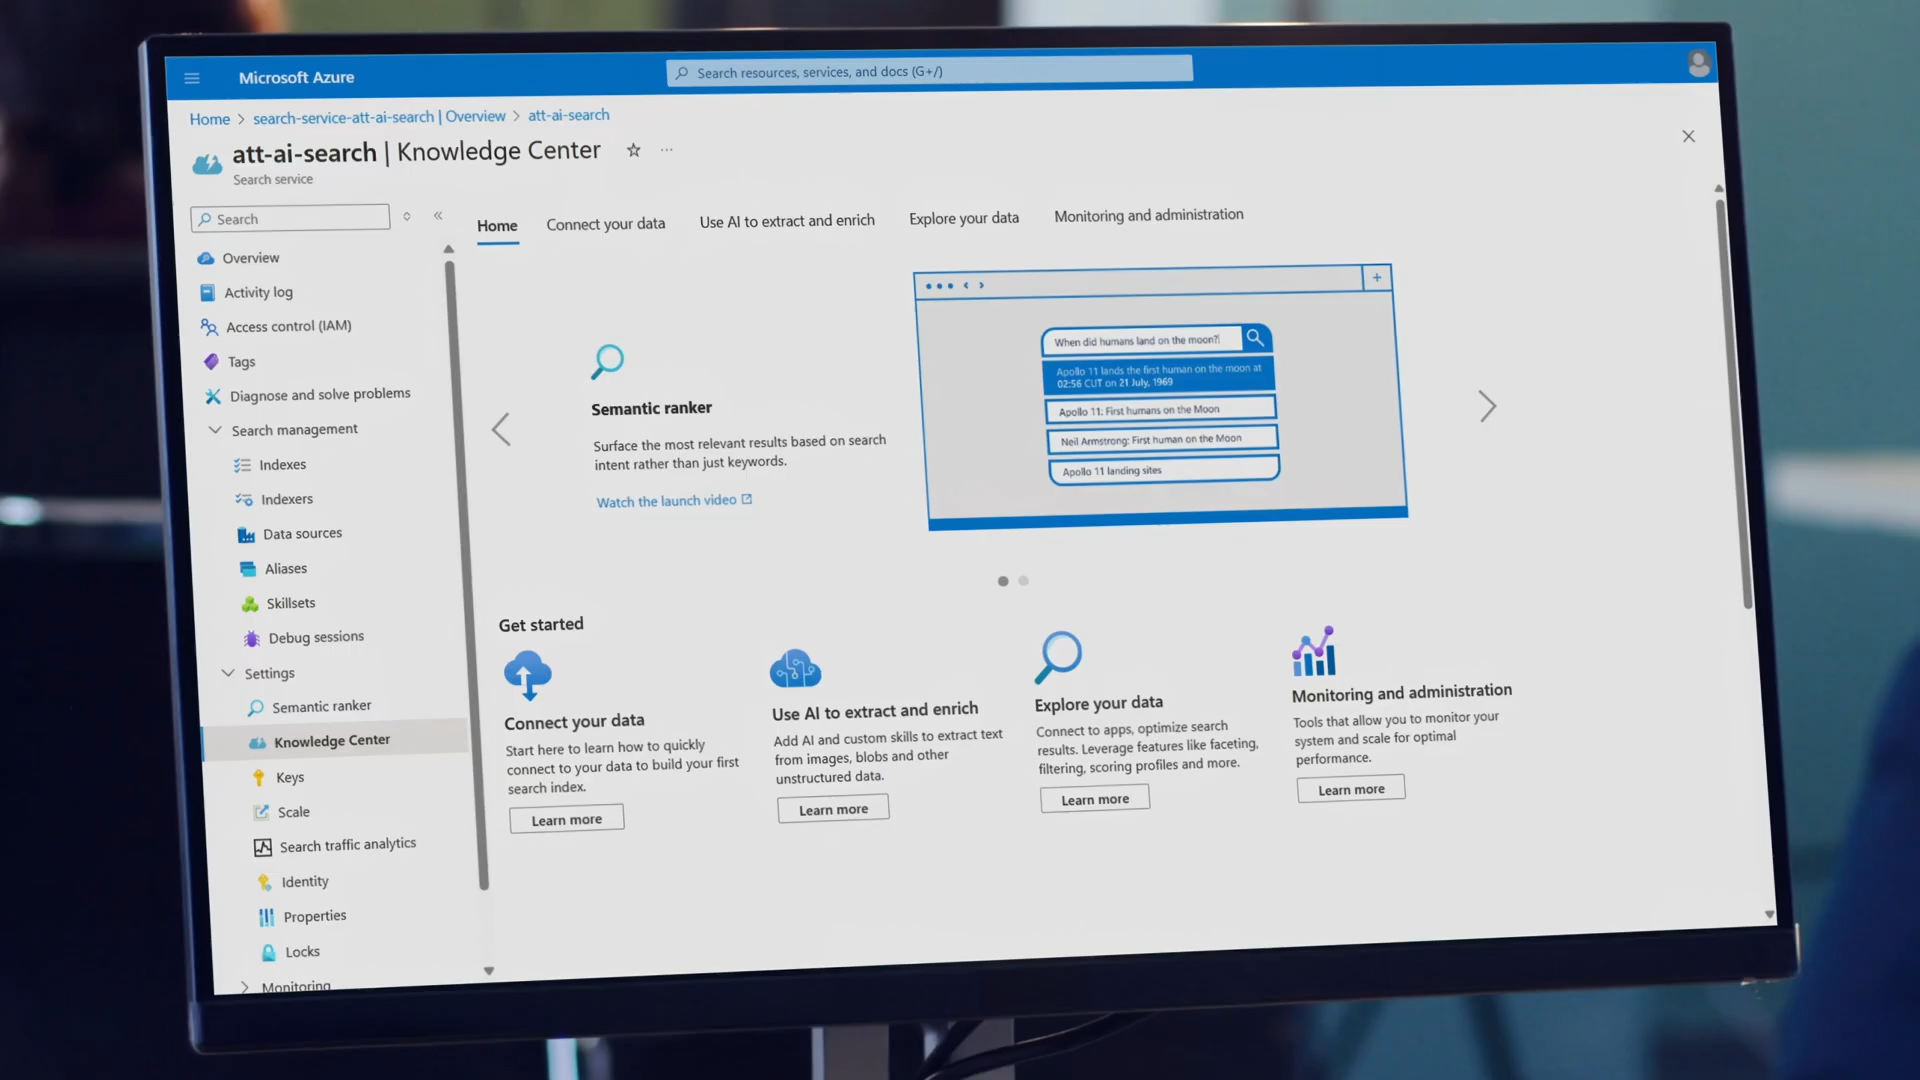 Microsoft Azure
Search resources, services, and docs (G+/)
Home > search-service-att-ai-search | Overview > att-ai-search
att-ai-search | Knowledge Center
Search service
Search
Overview
Activity log
Access control (IAM)
Tags
Diagnose and solve problems
Search management
Indexes
Indexers
Data sources
Aliases
Skillsets
Debug sessions
Settings
Semantic ranker
Knowledge Center
Keys
Scale
Search traffic analytics
Identity
Properties
Locks
Monitoring
Home
Connect your data
Use AI to extract and enrich
Explore your data
Monitoring and administration
Semantic ranker
Surface the most relevant results based on search
intent rather than just keywords.
Watch the launch video
When did humans land on the moon?
Apollo 11 lands the first human on the moon at
02:56 CUT on 21 July, 1969
Apollo 11: First humans on the Moon
Neil Armstrong: First human on the Moon
Apollo 11 landing sites
Get started
Connect your data
Start here to learn how to quickly
connect to your data to build your first
search index.
Learn more
Use AI to extract and enrich
Add AI and custom skills to extract text
from images, blobs and other
unstructured data.
Learn more
Explore your data
Connect to apps, optimize search
results. Leverage features like faceting,
filtering, scoring profiles and more.
Learn more
Monitoring and administration
Tools that allow you to monitor your
system and scale for optimal
performance.
Learn more